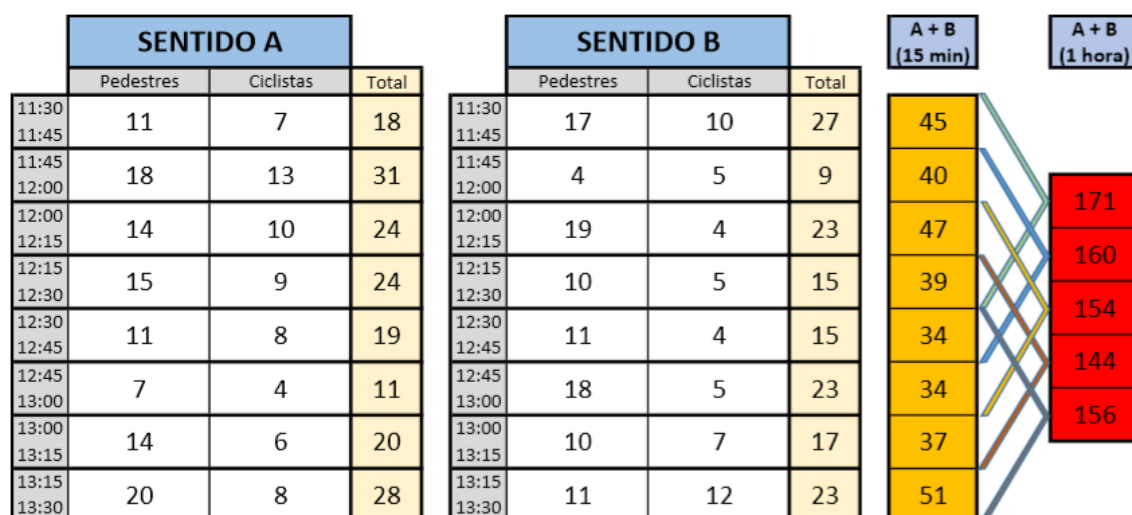 SENTIDO A SENTIDO B A + B A + B
(15 min) (1 hora)
Pedestres Ciclistas Total Pedestres Ciclistas Total
11:30 11:45 11 7 18 11:30 11:45 17 10 27 45
11:45 12:00 18 13 31 11:45 12:00 4 5 9 40
171
12:00 12:15 14 10 24 12:00 12:15 19 4 23 47
160
12:15 12:30 15 9 24 12:15 12:30 10 5 15 39
154
12:30 12:45 11 8 19 12:30 12:45 11 4 15 34
144
12:45 13:00 7 4 11 12:45 13:00 18 5 23 34
156
13:00 13:15 14 6 20 13:00 13:15 10 7 17 37
13:15 13:30 20 8 28 13:15 13:30 11 12 23 51